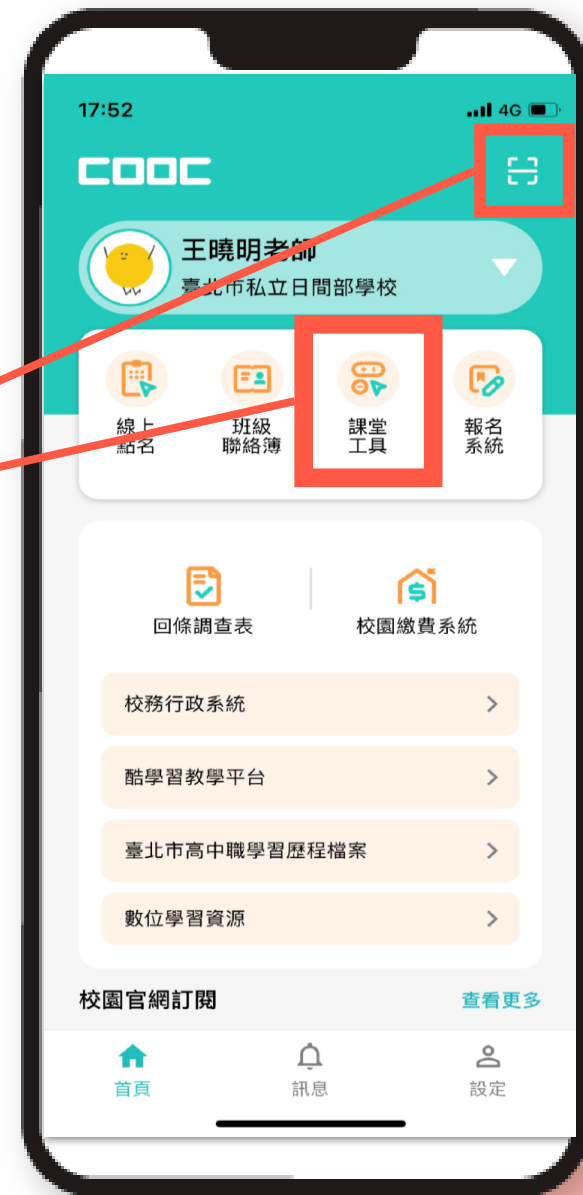 17:52
4G
COOC
王曉明老師
臺北市私立日間部學校
線上
點名
班級
聯絡簿
課堂
工具
報名
系統
回條調查表
校園繳費系統
校務行政系統
酷學習教學平台
臺北市高中職學習歷程檔案
數位學習資源
校園官網訂閱
查看更多
首頁
訊息
設定